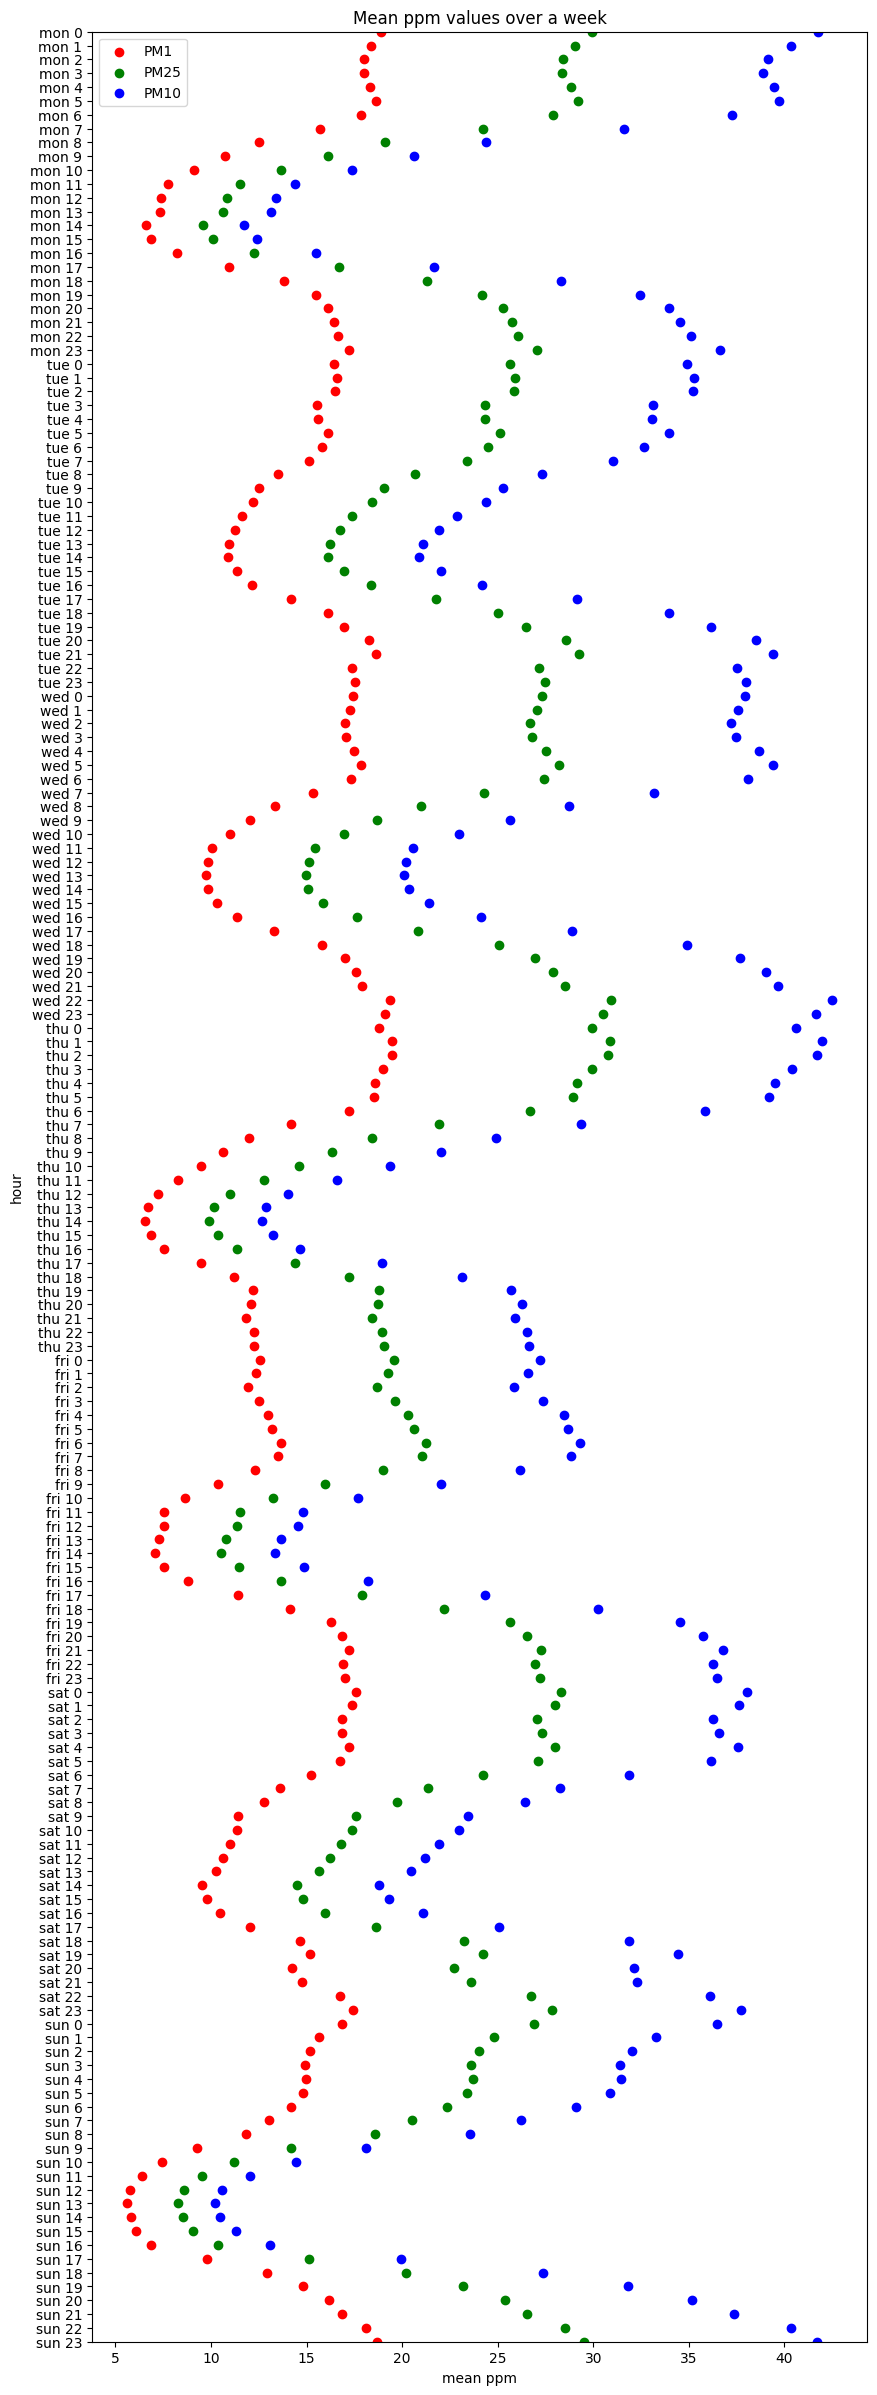 Mean ppm values over a week
PM1
PM25
PM10
mon 0
mon 1
mon 2
mon 3
mon 4
mon 5
mon 6
mon 7
mon 8
mon 9
mon 10
mon 11
mon 12
mon 13
mon 14
mon 15
mon 16
mon 17
mon 18
mon 19
mon 20
mon 21
mon 22
mon 23
tue 0
tue 1
tue 2
tue 3
tue 4
tue 5
tue 6
tue 7
tue 8
tue 9
tue 10
tue 11
tue 12
tue 13
tue 14
tue 15
tue 16
tue 17
tue 18
tue 19
tue 20
tue 21
tue 22
tue 23
wed 0
wed 1
wed 2
wed 3
wed 4
wed 5
wed 6
wed 7
wed 8
wed 9
wed 10
wed 11
wed 12
wed 13
wed 14
wed 15
wed 16
wed 17
wed 18
wed 19
wed 20
wed 21
wed 22
wed 23
thu 0
thu 1
thu 2
thu 3
thu 4
thu 5
thu 6
thu 7
thu 8
thu 9
thu 10
thu 11
thu 12
thu 13
thu 14
thu 15
thu 16
thu 17
thu 18
thu 19
thu 20
thu 21
thu 22
thu 23
fri 0
fri 1
fri 2
fri 3
fri 4
fri 5
fri 6
fri 7
fri 8
fri 9
fri 10
fri 11
fri 12
fri 13
fri 14
fri 15
fri 16
fri 17
fri 18
fri 19
fri 20
fri 21
fri 22
fri 23
sat 0
sat 1
sat 2
sat 3
sat 4
sat 5
sat 6
sat 7
sat 8
sat 9
sat 10
sat 11
sat 12
sat 13
sat 14
sat 15
sat 16
sat 17
sat 18
sat 19
sat 20
sat 21
sat 22
sat 23
sun 0
sun 1
sun 2
sun 3
sun 4
sun 5
sun 6
sun 7
sun 8
sun 9
sun 10
sun 11
sun 12
sun 13
sun 14
sun 15
sun 16
sun 17
sun 18
sun 19
sun 20
sun 21
sun 22
sun 23
hour
5 10 15 20 25 30 35 40
mean ppm